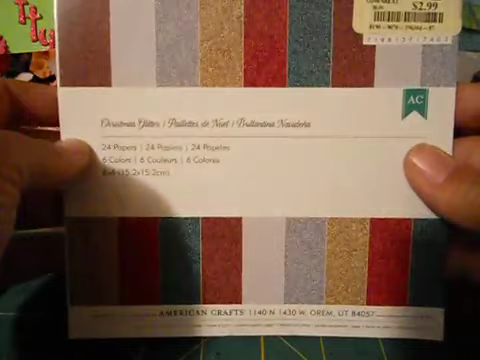 $2.99
AC
Christmas Glitter | Paillettes de Noël | Brillantina Navideña
24 Papers | 24 Papiers | 24 Papeles
6 Colors | 6 Couleurs | 6 Colores
6x6 (15.2x15.2cm)
AMERICAN CRAFTS 1140 N 1430 W. OREM, UT 84057